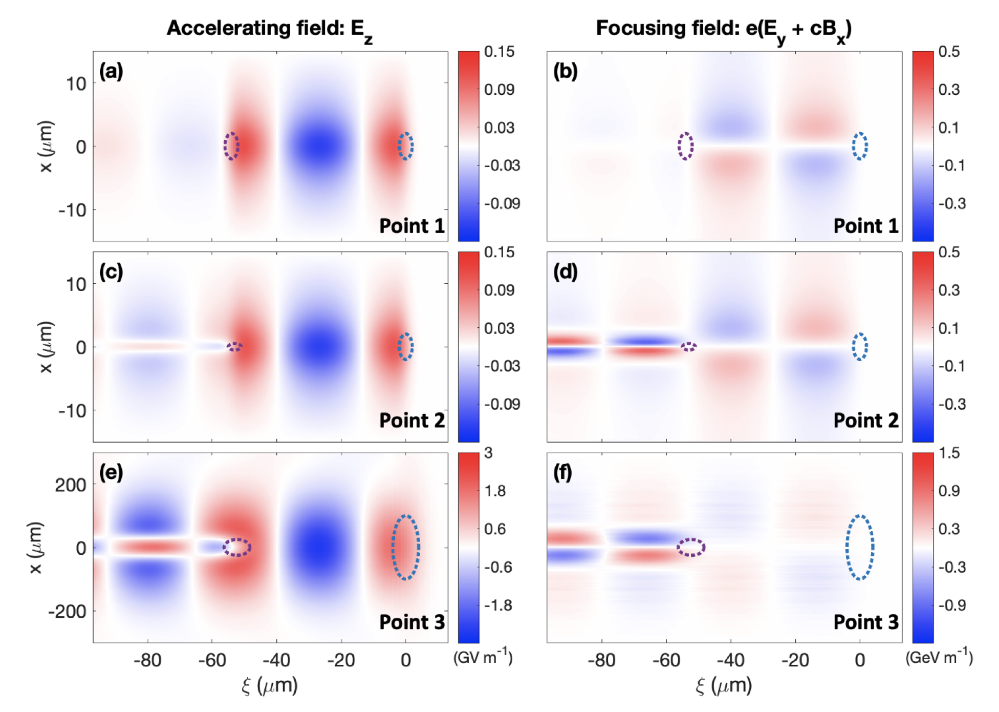 Accelerating field: E_z
Focusing field: e(E_y + cB_x)
(a)
Point 1
10
0
-10
x (μm)
0.15
0.09
0.03
-0.03
-0.09
(b)
Point 1
0.5
0.3
0.1
-0.1
-0.3
(c)
Point 2
10
0
-10
x (μm)
0.15
0.09
0.03
-0.03
-0.09
(d)
Point 2
0.5
0.3
0.1
-0.1
-0.3
(e)
Point 3
200
0
-200
x (μm)
3
1.8
0.6
-0.6
-1.8
(GV m⁻¹)
-80 -60 -40 -20 0
ξ (μm)
(f)
Point 3
1.5
0.9
0.3
-0.3
-0.9
(GeV m⁻¹)
-80 -60 -40 -20 0
ξ (μm)